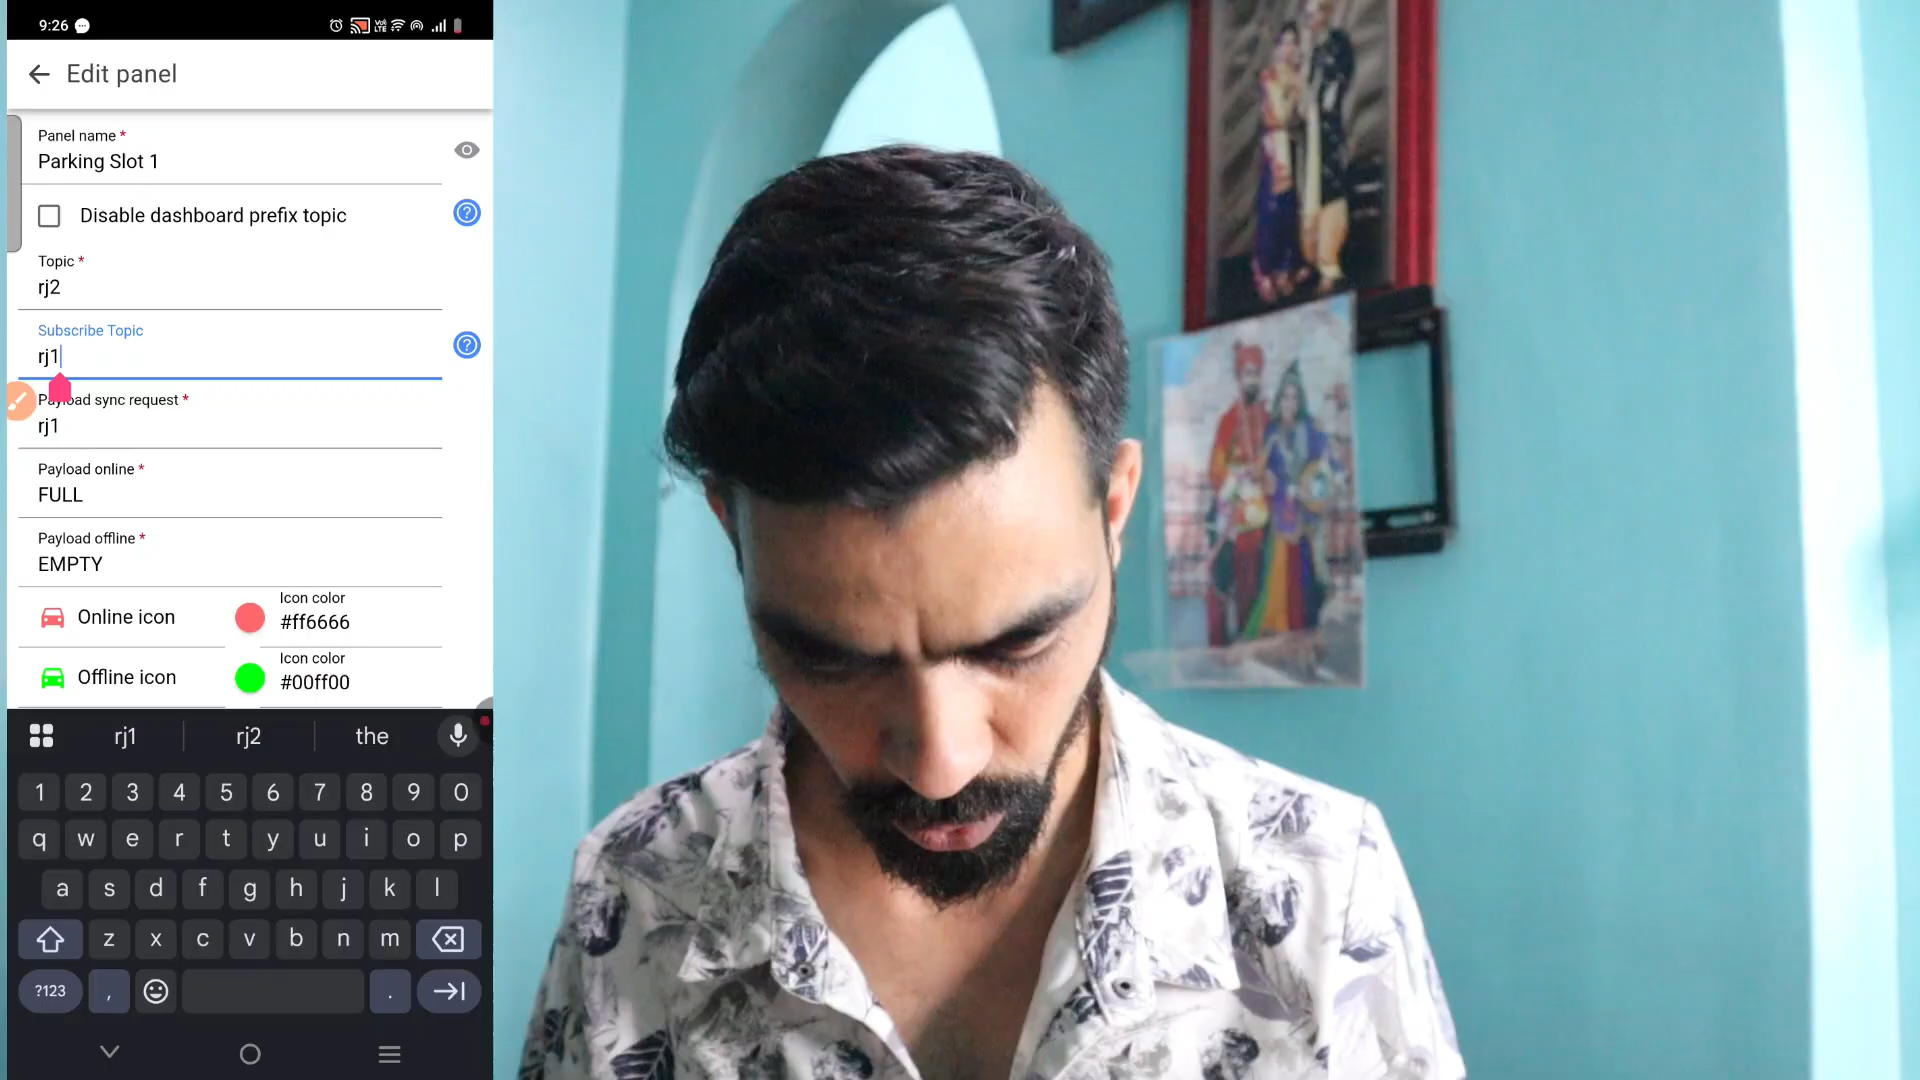 9:26
Vol LTE
Edit panel
Panel name *
Parking Slot 1
Disable dashboard prefix topic
Topic *
rj2
Subscribe Topic
rj1
Payload sync request *
rj1
Payload online *
FULL
Payload offline *
EMPTY
Online icon
Icon color
#ff6666
Offline icon
Icon color
#00ff00
rj1 rj2 the
1 2 3 4 5 6 7 8 9 0
q w e r t y u i o p
a s d f g h j k l
z x c v b n m
?123 , .